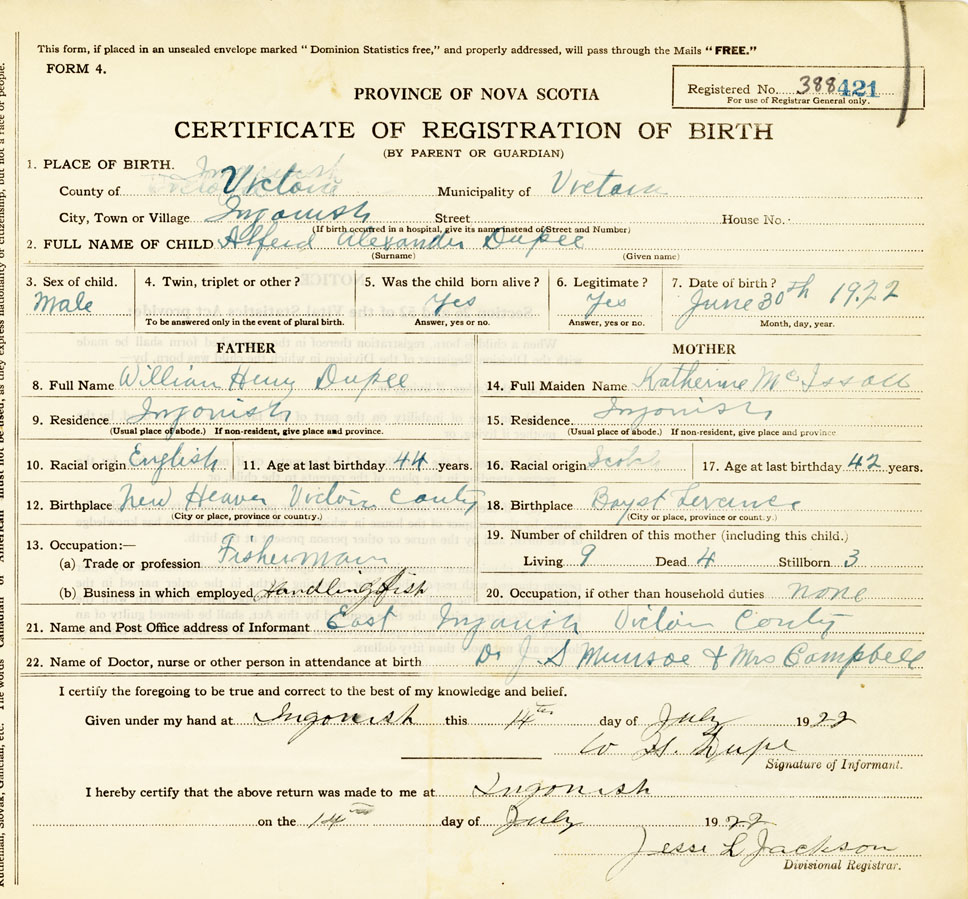 This form, if placed in an unsealed envelope marked "Dominion Statistics free," and properly addressed, will pass through the Mails "FREE."
FORM 4.
Registered No. 388 421
For use of Registrar General only.
PROVINCE OF NOVA SCOTIA
CERTIFICATE OF REGISTRATION OF BIRTH
(BY PARENT OR GUARDIAN)
1. PLACE OF BIRTH.
County of Victoria Municipality of Victoria
City, Town or Village Ingonish Street House No.
(If birth occurred in a hospital, give its name instead of Street and Number)
2. FULL NAME OF CHILD Alferd Alexander Dupee
(Surname) (Given name)
3. Sex of child. 4. Twin, triplet or other? 5. Was the child born alive? 6. Legitimate? 7. Date of birth?
Male Yes Yes June 30th 1922
To be answered only in the event of plural birth. Answer, yes or no. Answer, yes or no. Month, day, year.
FATHER MOTHER
8. Full Name William Henry Dupee 14. Full Maiden Name Katherine Mc Issac
9. Residence Ingonish 15. Residence Ingonish
(Usual place of abode.) If non-resident, give place and province. (Usual place of abode.) If non-resident, give place and province
10. Racial origin English 11. Age at last birthday 44 years. 16. Racial origin Scotch 17. Age at last birthday 42 years.
12. Birthplace New Heaven Victoria County 18. Birthplace
(City or place, province or country.) (City or place, province or country.)
13. Occupation:— 19. Number of children of this mother (including this child.)
(a) Trade or profession Fisherman Living 9 Dead 4 Stillborn 3
(b) Business in which employed Handling fish 20. Occupation, if other than household duties none
21. Name and Post Office address of Informant East Ingonish Victoria County
22. Name of Doctor, nurse or other person in attendance at birth Dr J. S Munroe & Mrs Campbell
I certify the foregoing to be true and correct to the best of my knowledge and belief.
Given under my hand at Ingonish this 14th day of July 1922
W H. Dupe
Signature of Informant.
I hereby certify that the above return was made to me at Ingonish
on the 14th day of July 1922
Jesse L Jackson
Divisional Registrar.